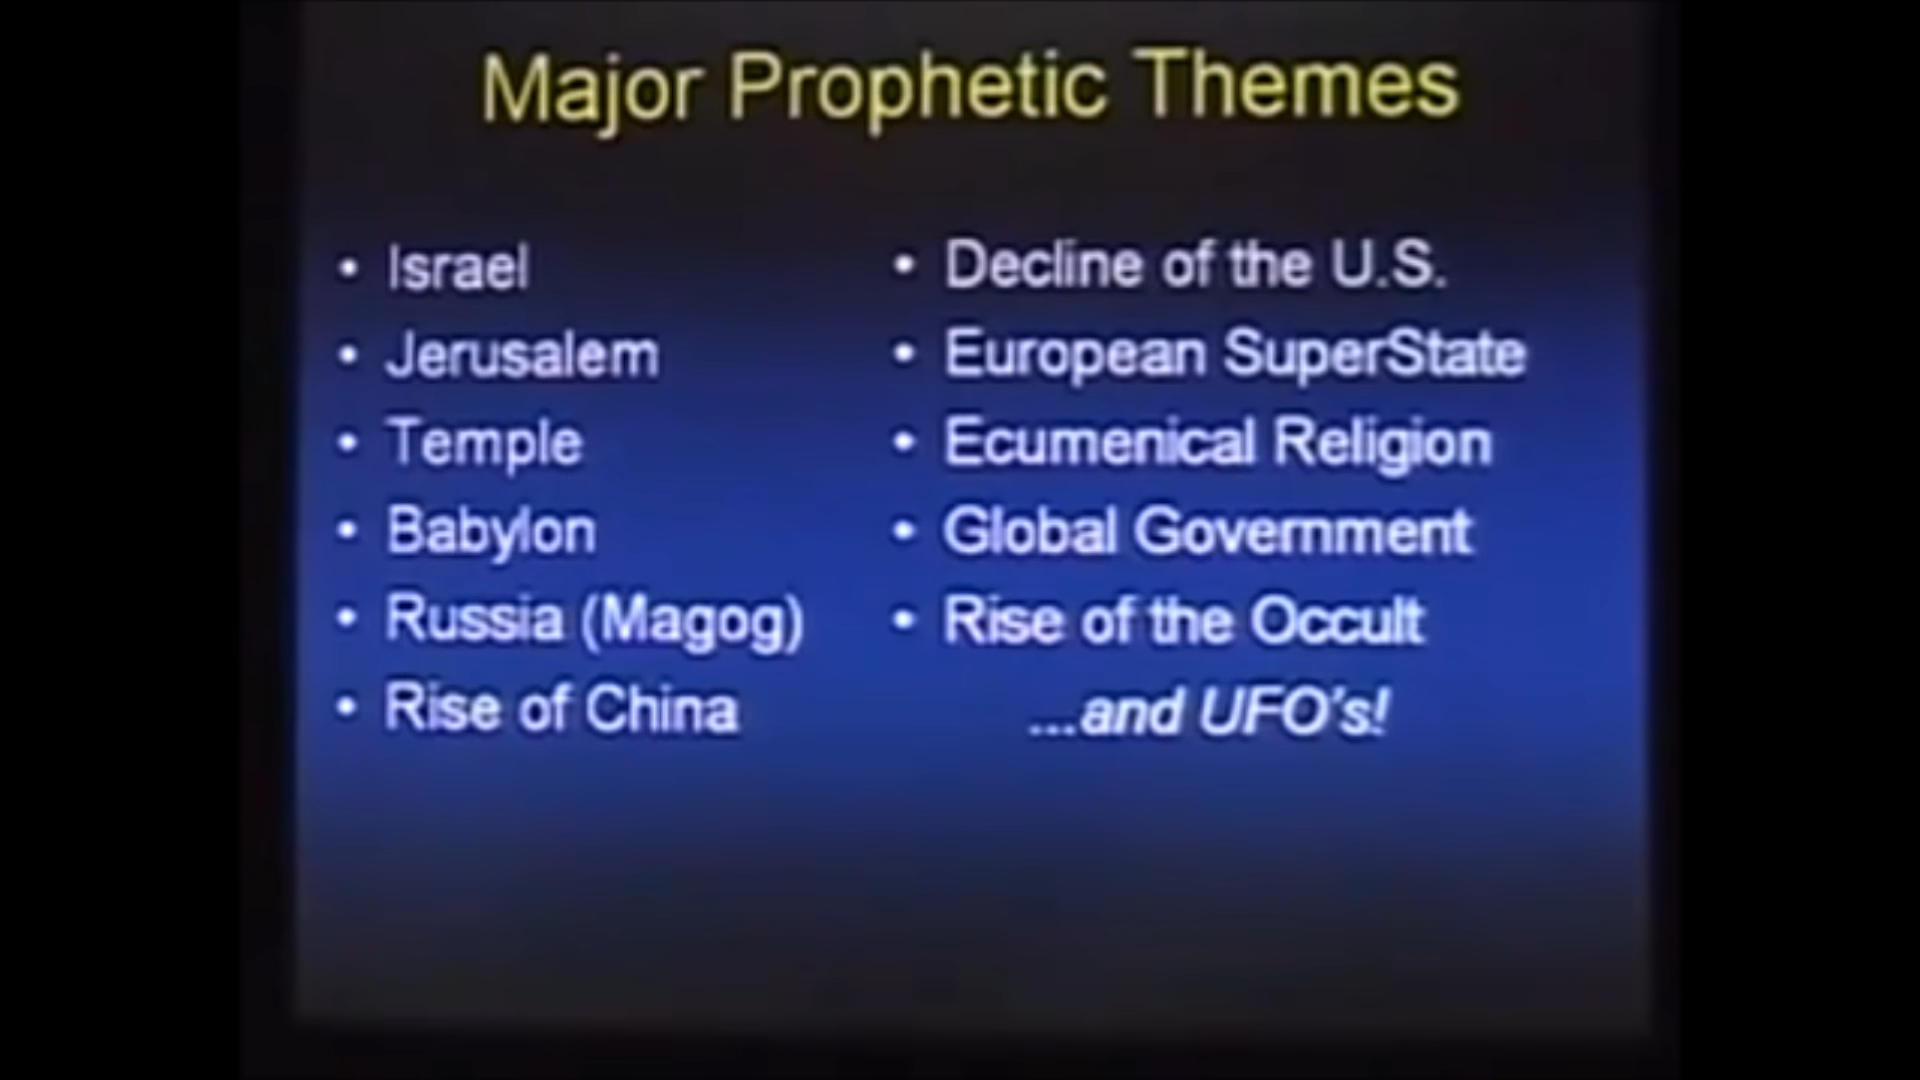 Major Prophetic Themes
• Israel
• Jerusalem
• Temple
• Babylon
• Russia (Magog)
• Rise of China
• Decline of the U.S.
• European SuperState
• Ecumenical Religion
• Global Government
• Rise of the Occult
...and UFO's!